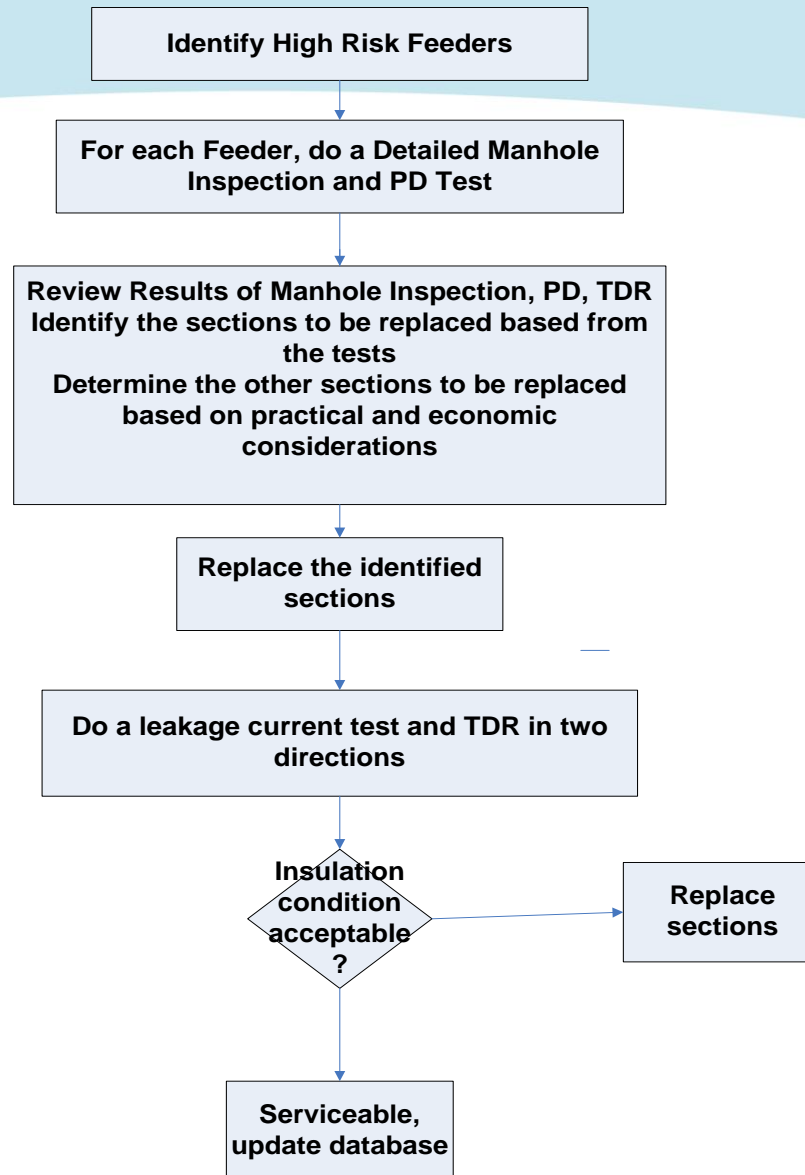 Identify High Risk Feeders
For each Feeder, do a Detailed Manhole
Inspection and PD Test
Review Results of Manhole Inspection, PD, TDR
Identify the sections to be replaced based from
the tests
Determine the other sections to be replaced
based on practical and economic
considerations
Replace the identified
sections
Do a leakage current test and TDR in two
directions
Insulation
condition
acceptable
?
Replace
sections
Serviceable,
update database